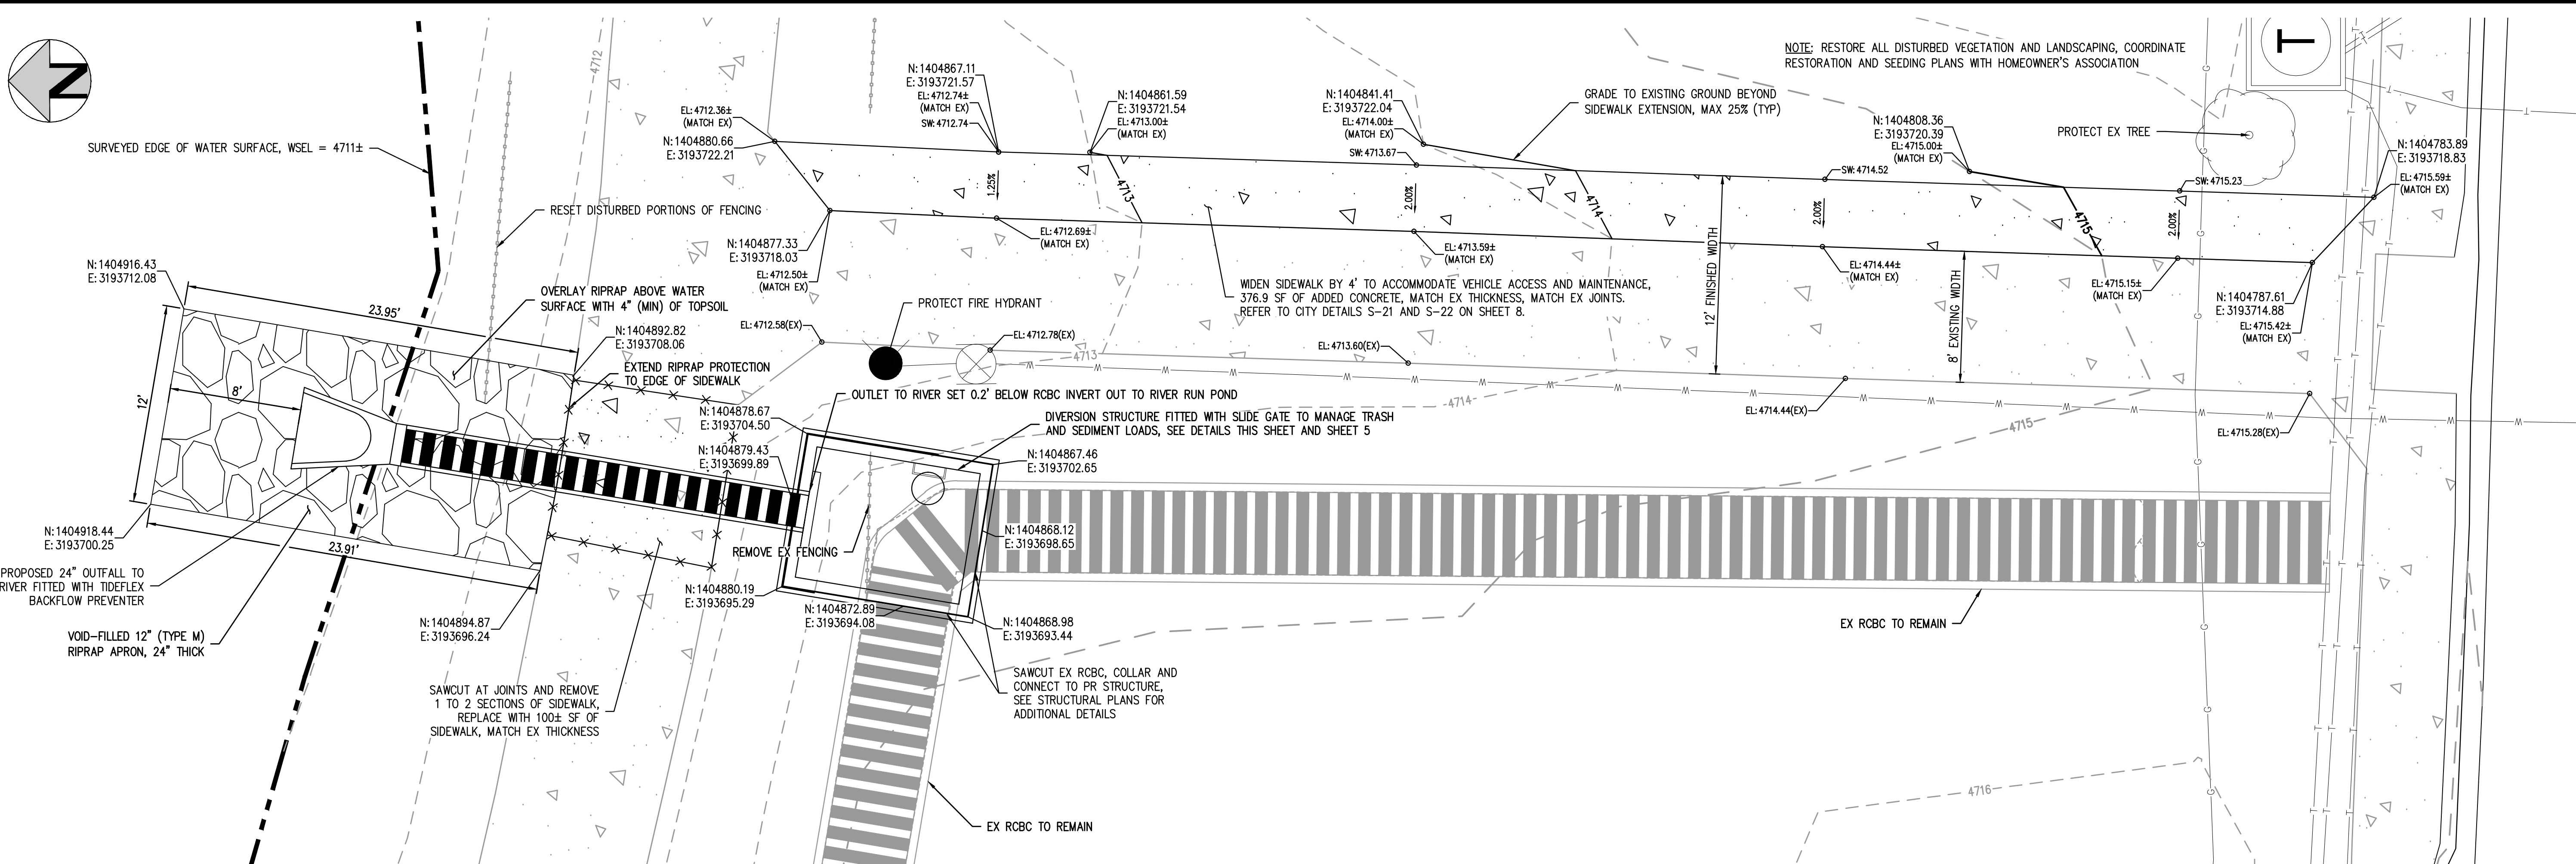 N
NOTE: RESTORE ALL DISTURBED VEGETATION AND LANDSCAPING, COORDINATE
RESTORATION AND SEEDING PLANS WITH HOMEOWNER'S ASSOCIATION
T
SURVEYED EDGE OF WATER SURFACE, WSEL = 4711±
4712
EL: 4712.36±
(MATCH EX)
N: 1404880.66
E: 3193722.21
N: 1404867.11
E: 3193721.57
EL: 4712.74±
(MATCH EX)
SW: 4712.74
N: 1404861.59
E: 3193721.54
EL: 4713.00±
(MATCH EX)
N: 1404841.41
E: 3193722.04
EL: 4714.00±
(MATCH EX)
SW: 4713.67
GRADE TO EXISTING GROUND BEYOND
SIDEWALK EXTENSION, MAX 25% (TYP)
N: 1404808.36
E: 3193720.39
EL: 4715.00±
(MATCH EX)
SW: 4714.52
PROTECT EX TREE
SW: 4715.23
N: 1404783.89
E: 3193718.83
EL: 4715.59±
(MATCH EX)
1.25%
4713
2.00%
4714
2.00%
4715
2.00%
RESET DISTURBED PORTIONS OF FENCING
N: 1404877.33
E: 3193718.03
EL: 4712.50±
(MATCH EX)
EL: 4712.69±
(MATCH EX)
EL: 4713.59±
(MATCH EX)
EL: 4714.44±
(MATCH EX)
EL: 4715.15±
(MATCH EX)
N: 1404787.61
E: 3193714.88
EL: 4715.42±
(MATCH EX)
12' FINISHED WIDTH
8' EXISTING WIDTH
WIDEN SIDEWALK BY 4' TO ACCOMMODATE VEHICLE ACCESS AND MAINTENANCE,
376.9 SF OF ADDED CONCRETE, MATCH EX THICKNESS, MATCH EX JOINTS.
REFER TO CITY DETAILS S-21 AND S-22 ON SHEET 8.
N: 1404916.43
E: 3193712.08
23.95'
OVERLAY RIPRAP ABOVE WATER
SURFACE WITH 4" (MIN) OF TOPSOIL
PROTECT FIRE HYDRANT
EL: 4712.58(EX)
EL: 4712.78(EX)
4713
EL: 4713.60(EX)
EL: 4714.44(EX)
EL: 4715.28(EX)
N: 1404892.82
E: 3193708.06
EXTEND RIPRAP PROTECTION
TO EDGE OF SIDEWALK
12'
8'
OUTLET TO RIVER SET 0.2' BELOW RCBC INVERT OUT TO RIVER RUN POND
4714
DIVERSION STRUCTURE FITTED WITH SLIDE GATE TO MANAGE TRASH
AND SEDIMENT LOADS, SEE DETAILS THIS SHEET AND SHEET 5
4715
N: 1404878.67
E: 3193704.50
N: 1404879.43
E: 3193699.89
N: 1404867.46
E: 3193702.65
N: 1404868.12
E: 3193698.65
REMOVE EX FENCING
N: 1404918.44
E: 3193700.25
23.91'
PROPOSED 24" OUTFALL TO
RIVER FITTED WITH TIDEFLEX
BACKFLOW PREVENTER
VOID-FILLED 12" (TYPE M)
RIPRAP APRON, 24" THICK
N: 1404894.87
E: 3193696.24
N: 1404880.19
E: 3193695.29
N: 1404872.89
E: 3193694.08
N: 1404868.98
E: 3193693.44
EX RCBC TO REMAIN
SAWCUT AT JOINTS AND REMOVE
1 TO 2 SECTIONS OF SIDEWALK,
REPLACE WITH 100± SF OF
SIDEWALK, MATCH EX THICKNESS
SAWCUT EX RCBC, COLLAR AND
CONNECT TO PR STRUCTURE,
SEE STRUCTURAL PLANS FOR
ADDITIONAL DETAILS
4716
EX RCBC TO REMAIN